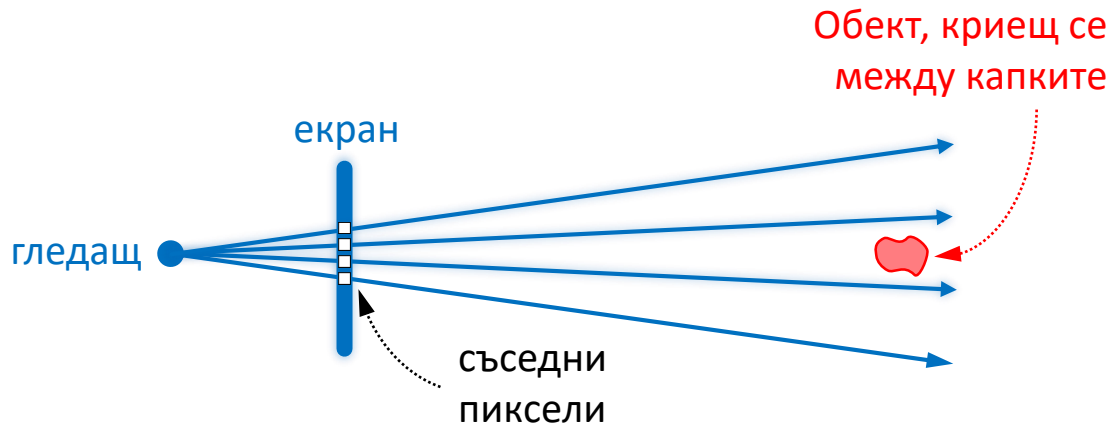 Обект, криещ се
между капките
екран
гледащ
съседни
пиксели